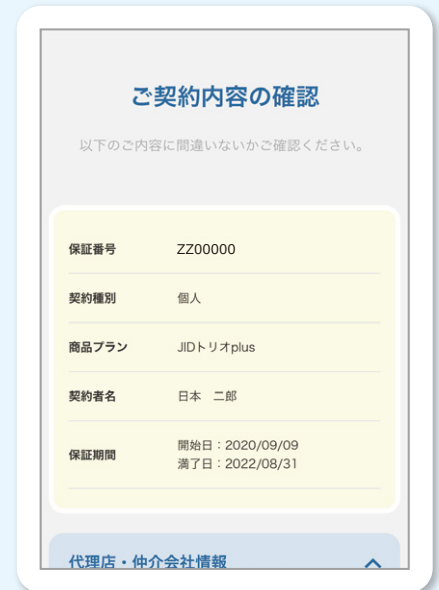 ご契約内容の確認
以下のご内容に間違いないかご確認ください。
保証番号 ZZ00000
契約種別 個人
商品プラン JIDトリオplus
契約者名 日本　二郎
保証期間 開始日：2020/09/09
満了日：2022/08/31
代理店・仲介会社情報